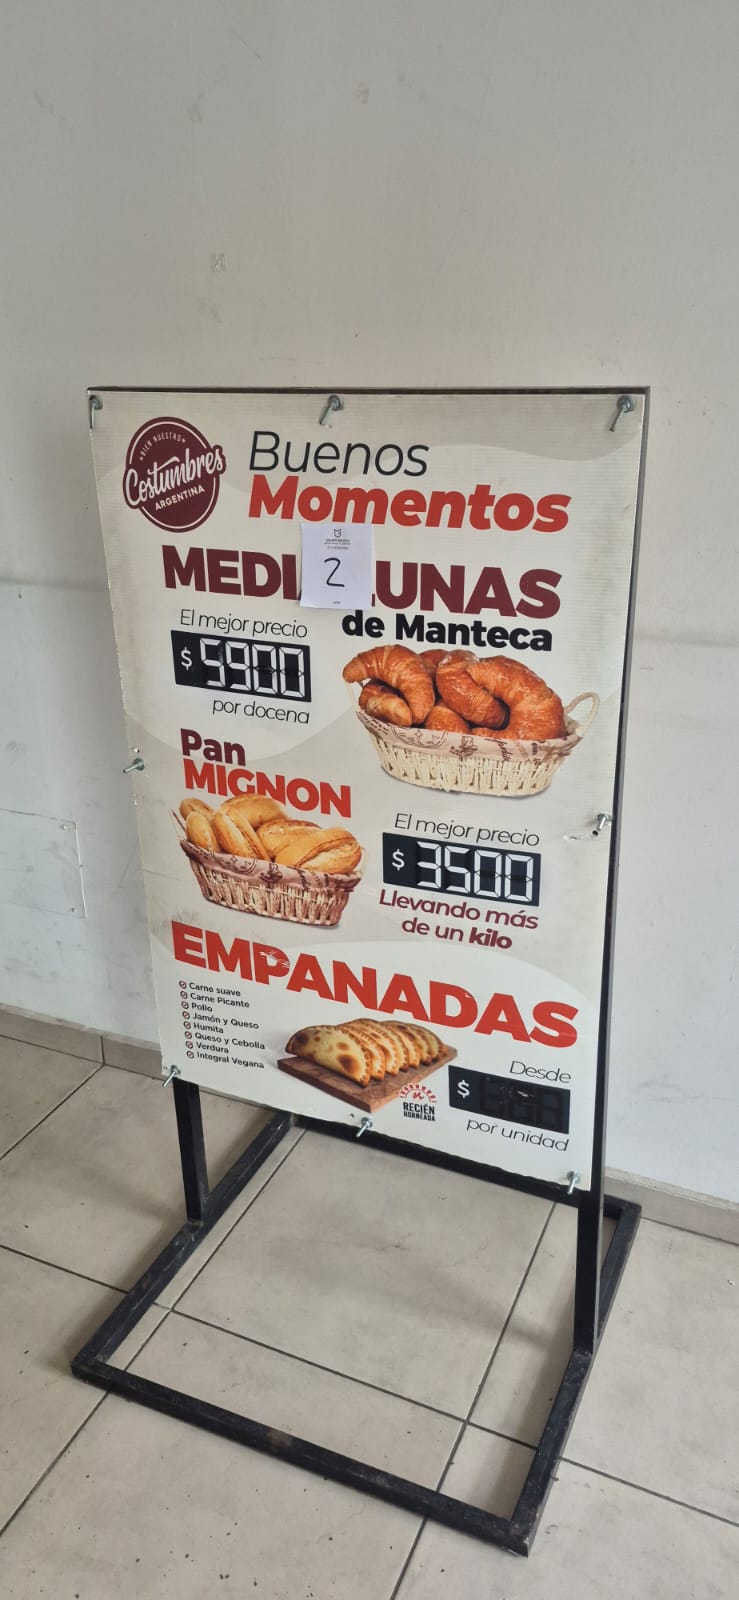 BIEN NUESTRO
Costumbres
ARGENTINA
Buenos
Momentos
2
MEDI LUNAS
de Manteca
El mejor precio
$ 5900
por docena
Pan
MIGNON
El mejor precio
$ 3500
Llevando más
de un kilo
EMPANADAS
Carne suave
Carne Picante
Pollo
Jamón y Queso
Humita
Queso y Cebolla
Verdura
Integral Vegana
RECIÉN
HORNEADA
Desde
$
por unidad